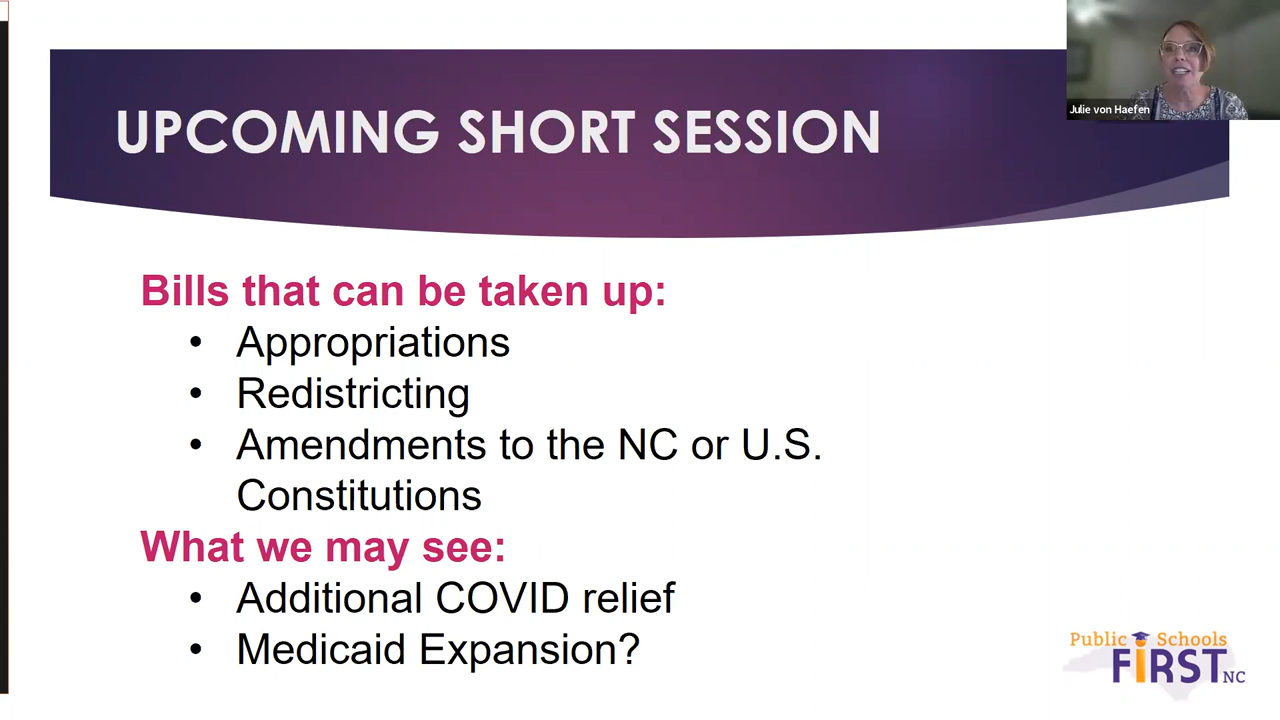 UPCOMING SHORT SESSION
Julie von Haefen
Bills that can be taken up:
• Appropriations
• Redistricting
• Amendments to the NC or U.S.
Constitutions
What we may see:
• Additional COVID relief
• Medicaid Expansion?
Public Schools
FiRST NC